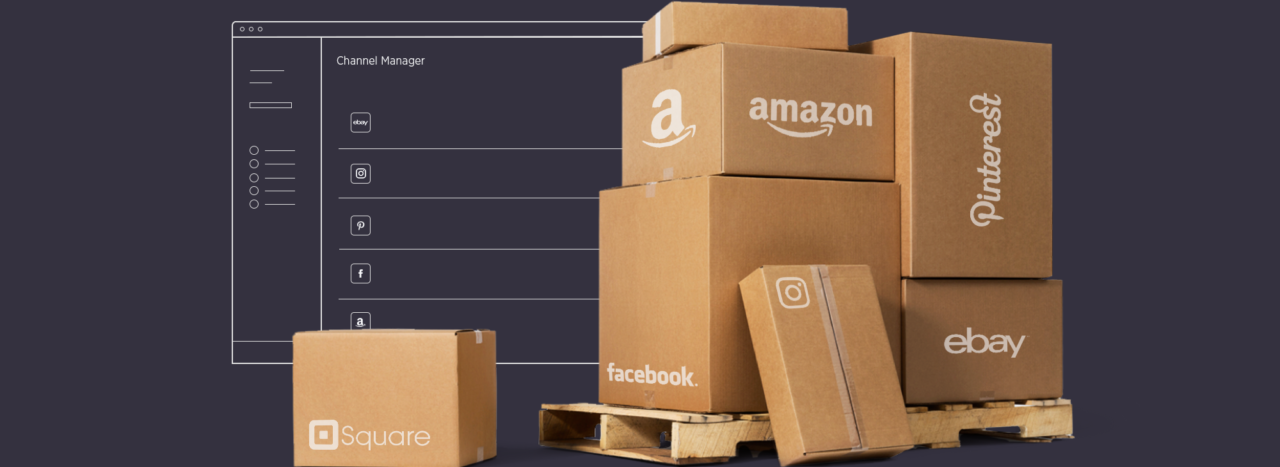 Channel Manager
ebay
a
amazon
Pinterest
facebook.
ebay
Square